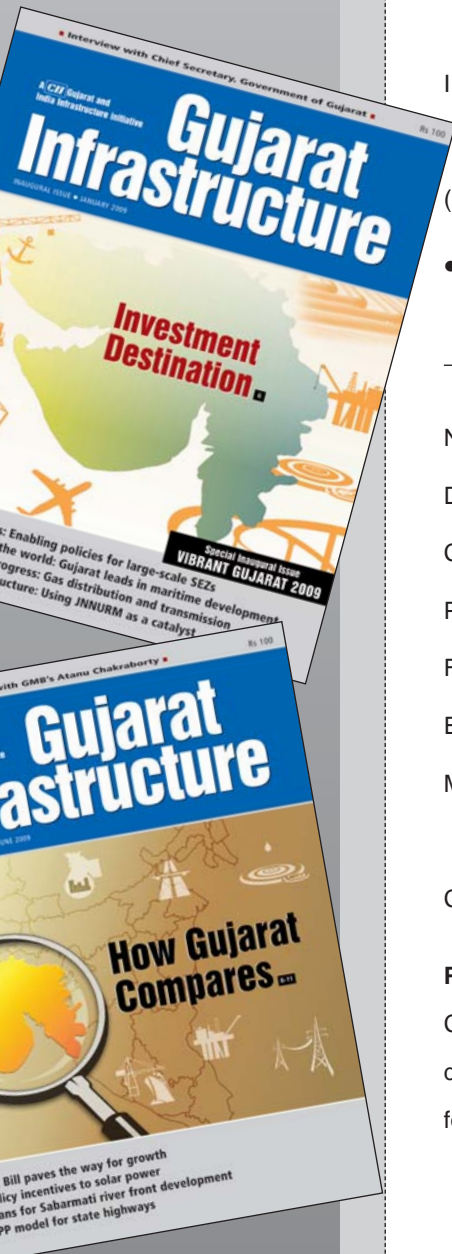 ▪ Interview with Chief Secretary, Government of Gujarat ▪
Rs 100
A CII Gujarat and
India Infrastructure Initiative
Gujarat
Infrastructure
INAUGURAL ISSUE • JANUARY 2009
Investment
Destination
Special Inaugural Issue
VIBRANT GUJARAT 2009
: Enabling policies for large-scale SEZs
the world: Gujarat leads in maritime development
rogress: Gas distribution and transmission
ucture: Using JNNURM as a catalyst
with GMB's Atanu Chakraborty ▪
Rs 100
Gujarat
astructure
JUNE 2009
How Gujarat
Compares
Bill paves the way for growth
licy incentives to solar power
ans for Sabarmati river front development
PP model for state highways
I
(
●
N
D
C
P
F
E
M
C